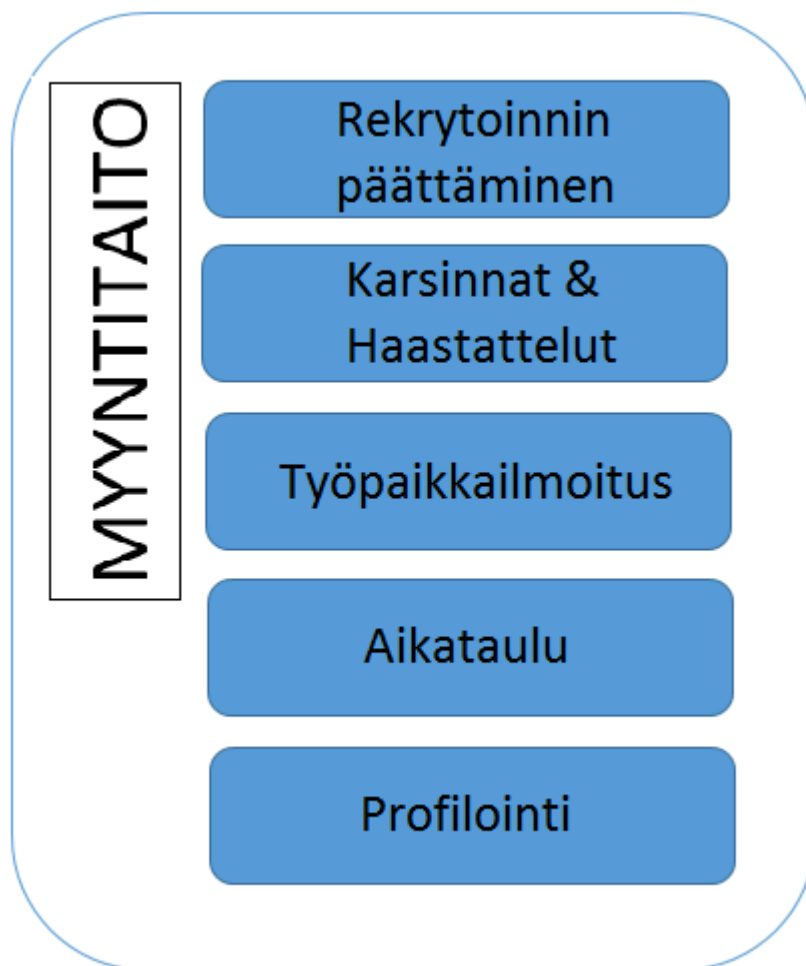 MYYNTITAITO
Rekrytoinnin
päättäminen
Karsinnat &
Haastattelut
Työpaikkailmoitus
Aikataulu
Profilointi